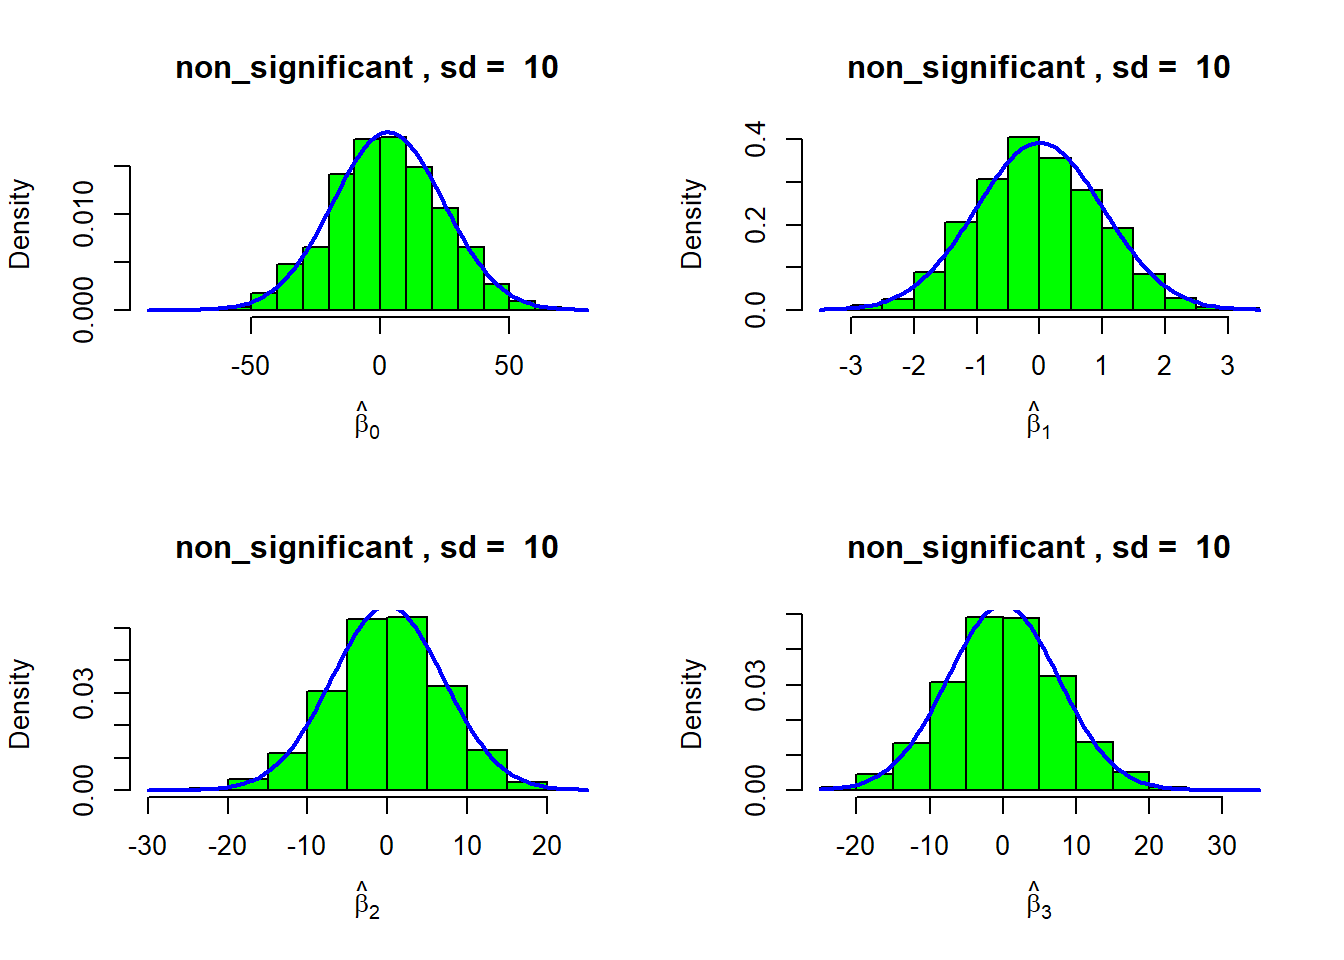 non_significant , sd =  10
Density
0.000
0.010
-50
0
50
β̂0
non_significant , sd =  10
Density
0.0
0.2
0.4
-3
-2
-1
0
1
2
3
β̂1
non_significant , sd =  10
Density
0.00
0.03
-30
-20
-10
0
10
20
β̂2
non_significant , sd =  10
Density
0.00
0.03
-20
-10
0
10
20
30
β̂3